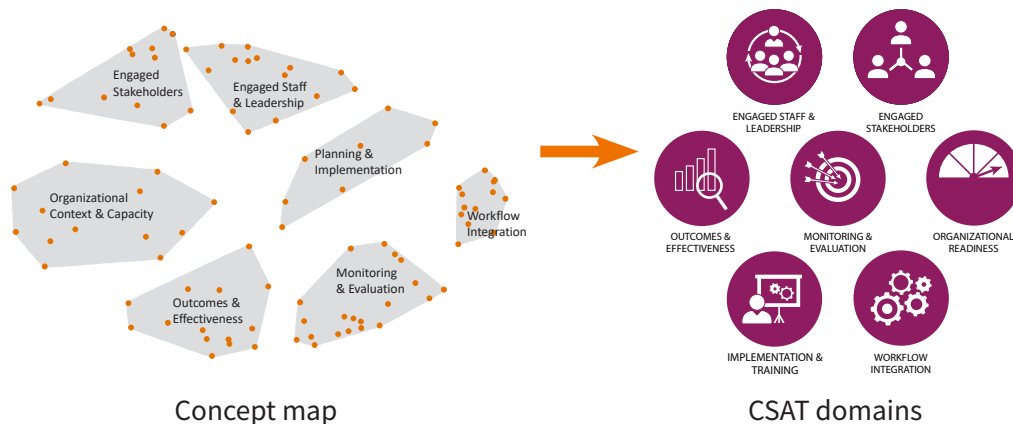 Engaged
Stakeholders
Engaged Staff
& Leadership
Planning &
Implementation
Organizational
Context & Capacity
Workflow
Integration
Monitoring
& Evaluation
Outcomes &
Effectiveness
Concept map
ENGAGED STAFF &
LEADERSHIP
ENGAGED
STAKEHOLDERS
OUTCOMES &
EFFECTIVENESS
MONITORING &
EVALUATION
ORGANIZATIONAL
READINESS
IMPLEMENTATION &
TRAINING
WORKFLOW
INTEGRATION
CSAT domains